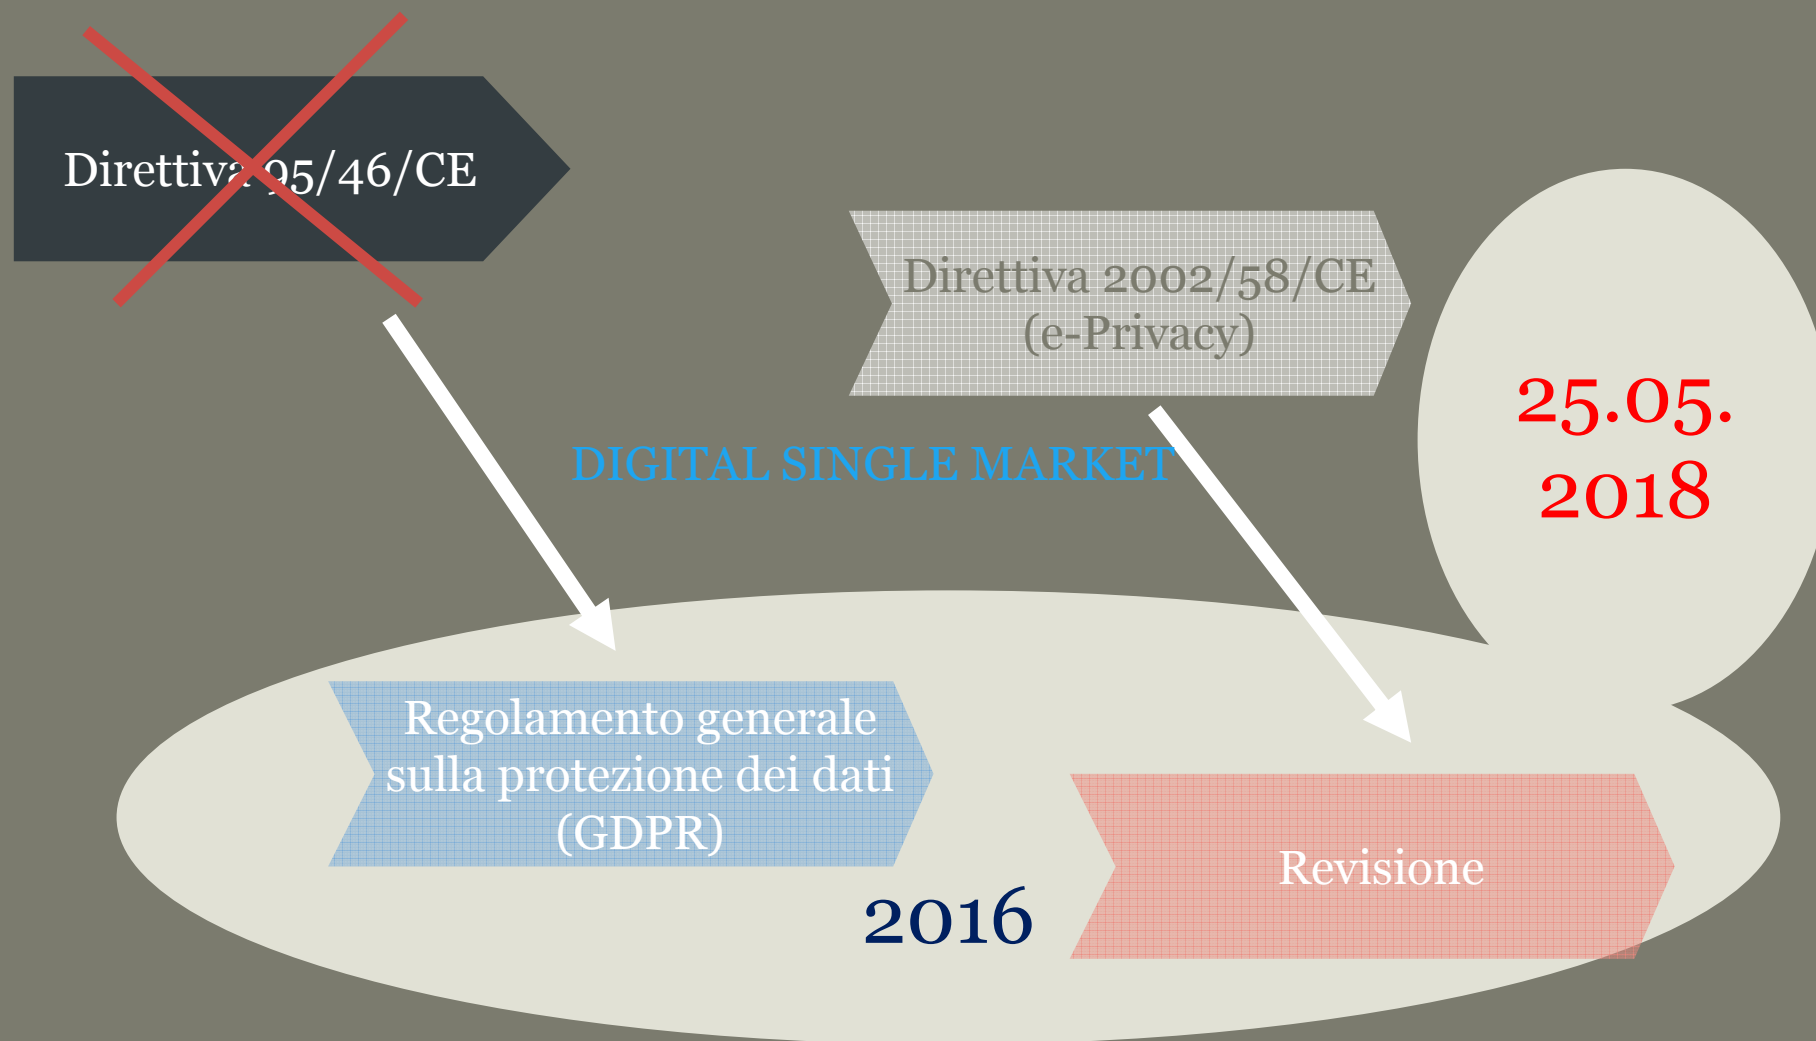 Direttiva 95/46/CE
Direttiva 2002/58/CE
(e-Privacy)
25.05.
2018
DIGITAL SINGLE MARKET
Regolamento generale
sulla protezione dei dati
(GDPR)
Revisione
2016